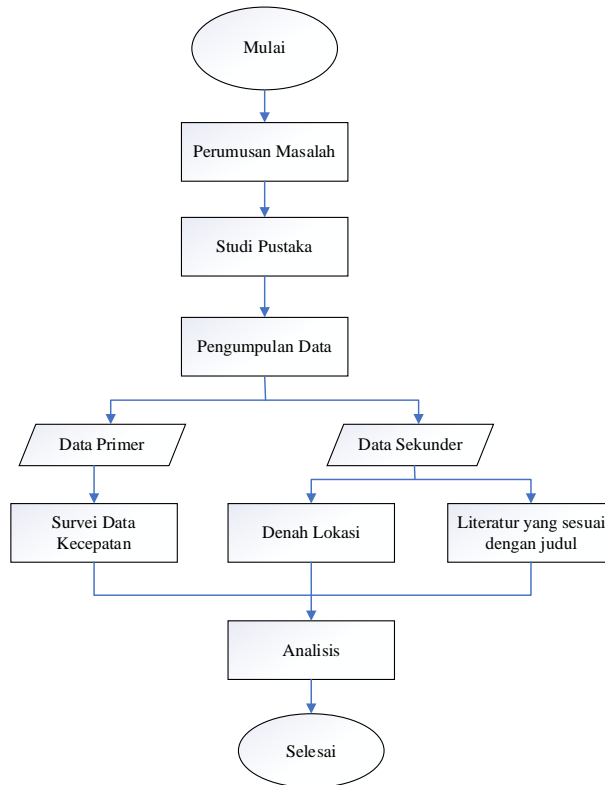 Mulai
Perumusan Masalah
Studi Pustaka
Pengumpulan Data
Data Primer
Data Sekunder
Survei Data
Kecepatan
Denah Lokasi
Literatur yang sesuai
dengan judul
Analisis
Selesai